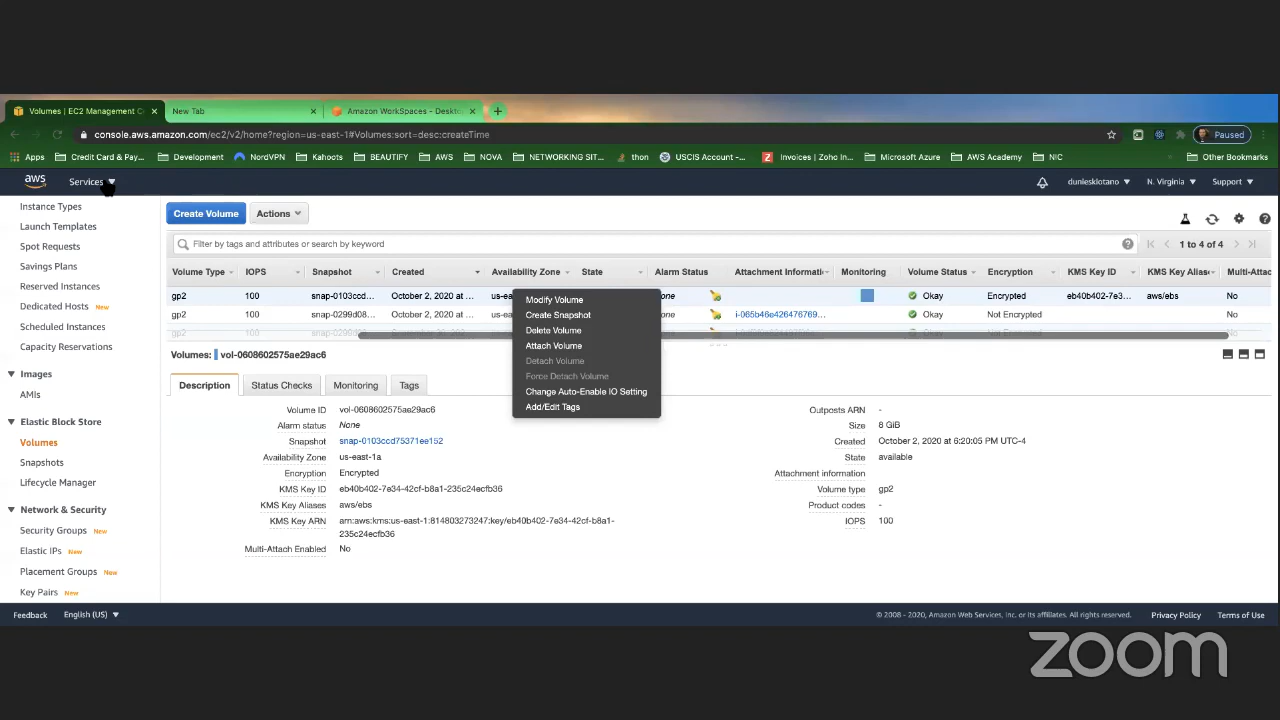 Volumes | EC2 Management C
New Tab
Amazon WorkSpaces - Deskto
console.aws.amazon.com/ec2/v2/home?region=us-east-1#Volumes:sort=desc:createTime
Paused
Apps
Credit Card & Pay...
Development
NordVPN
Kahoots
BEAUTIFY
AWS
NOVA
NETWORKING SIT...
thon
USCIS Account -...
Invoices | Zoho In...
Microsoft Azure
AWS Academy
NIC
Other Bookmarks
aws
Services
duniesklotano
N. Virginia
Support
Instance Types
Launch Templates
Spot Requests
Savings Plans
Reserved Instances
Dedicated Hosts New
Scheduled Instances
Capacity Reservations
Images
AMIs
Elastic Block Store
Volumes
Snapshots
Lifecycle Manager
Network & Security
Security Groups New
Elastic IPs New
Placement Groups New
Key Pairs New
Create Volume
Actions
Filter by tags and attributes or search by keyword
1 to 4 of 4
Volume Type IOPS Snapshot Created Availability Zone State Alarm Status Attachment Informati Monitoring Volume Status Encryption KMS Key ID KMS Key Alias Multi-Attac
gp2 100 snap-0103ccd... October 2, 2020 at ... us-ea one Okay Encrypted eb40b402-7e3... aws/ebs No
gp2 100 snap-0299d08... October 2, 2020 at ... us-ea one i-065b46e426476769... Okay Not Encrypted No
Modify Volume
Create Snapshot
Delete Volume
Attach Volume
Detach Volume
Force Detach Volume
Change Auto-Enable IO Setting
Add/Edit Tags
Volumes: vol-0608602575ae29ac6
Description
Status Checks
Monitoring
Tags
Volume ID vol-0608602575ae29ac6
Alarm status None
Snapshot snap-0103ccd75371ee152
Availability Zone us-east-1a
Encryption Encrypted
KMS Key ID eb40b402-7e34-42cf-b8a1-235c24ecfb36
KMS Key Aliases aws/ebs
KMS Key ARN arn:aws:kms:us-east-1:814803273247:key/eb40b402-7e34-42cf-b8a1-
235c24ecfb36
Multi-Attach Enabled No
Outposts ARN -
Size 8 GiB
Created October 2, 2020 at 6:20:05 PM UTC-4
State available
Attachment information
Volume type gp2
Product codes -
IOPS 100
Feedback
English (US)
© 2008 - 2020, Amazon Web Services, Inc. or its affiliates. All rights reserved.
Privacy Policy
Terms of Use
zoom